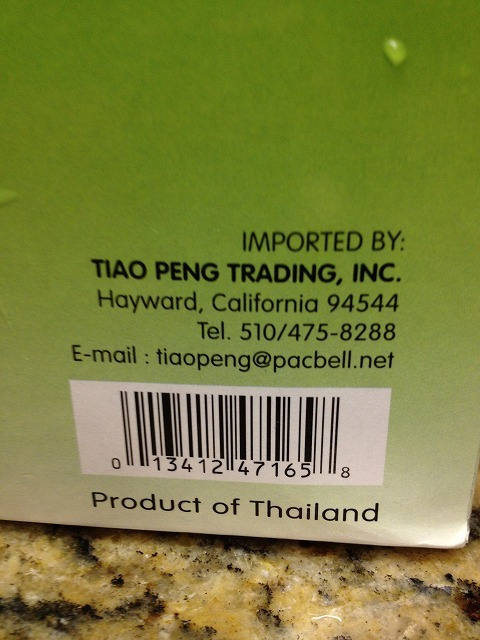 IMPORTED BY:
TIAO PENG TRADING, INC.
Hayward, California 94544
Tel. 510/475-8288
E-mail : tiaopeng@pacbell.net
0 13412 47165 8
Product of Thailand